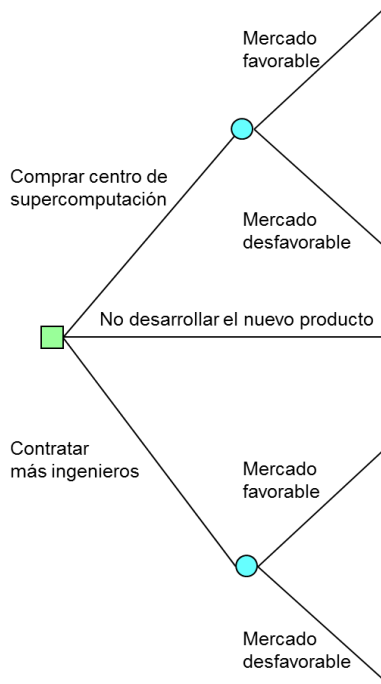 Mercado
favorable
Comprar centro de
supercomputación
Mercado
desfavorable
No desarrollar el nuevo producto
Contratar
más ingenieros
Mercado
favorable
Mercado
desfavorable